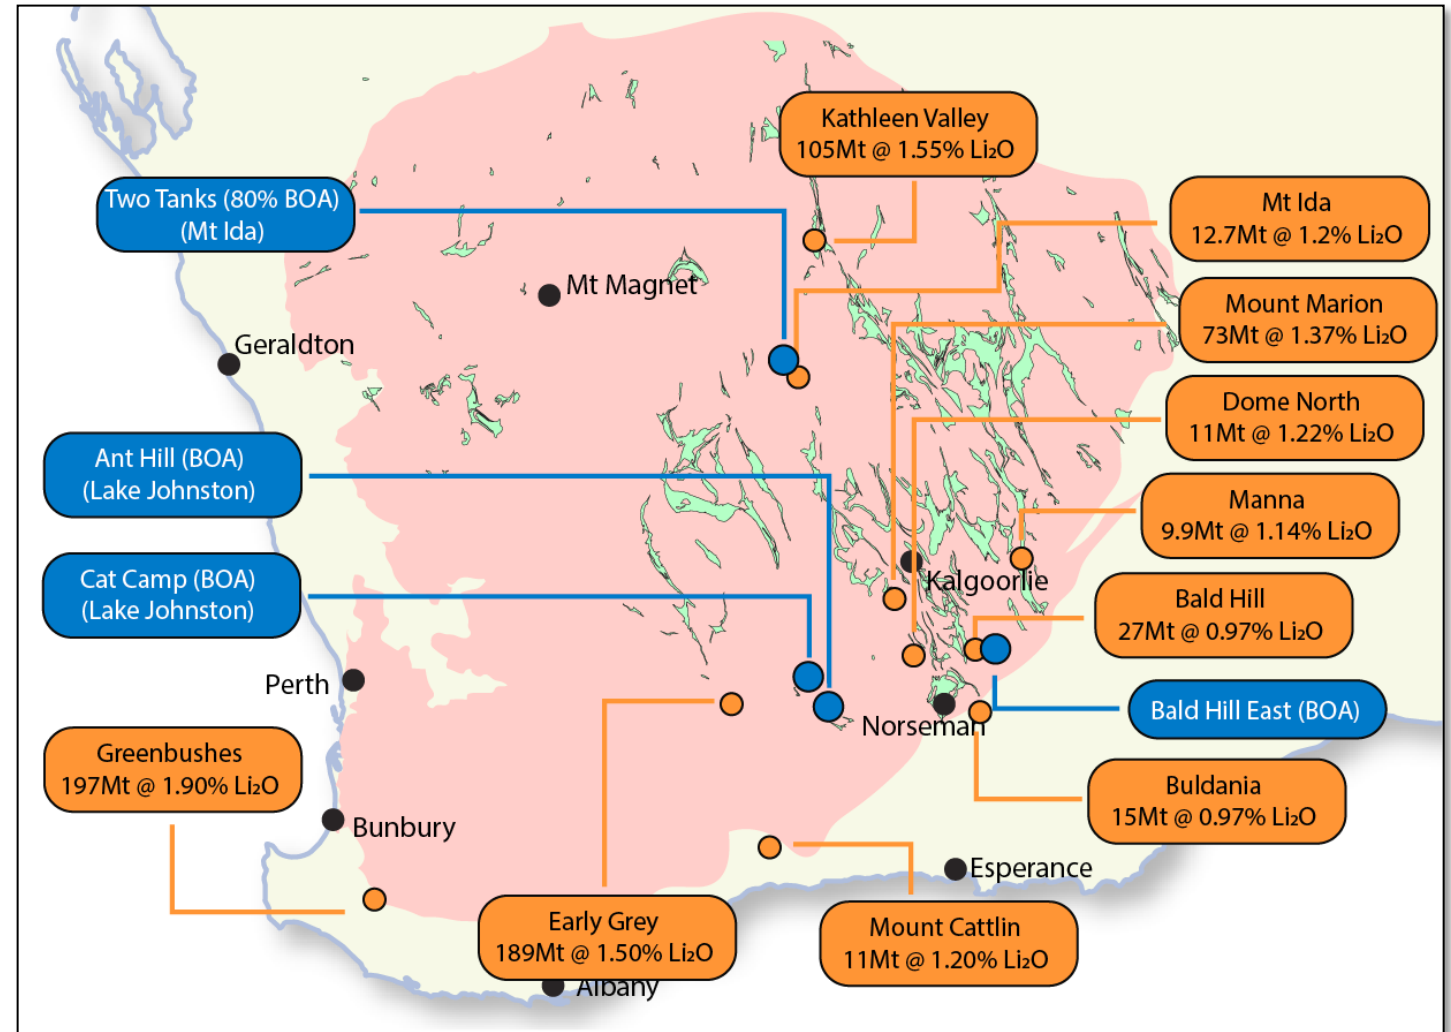 Kathleen Valley
105Mt @ 1.55% Li₂O
Two Tanks (80% BOA)
(Mt Ida)
Mt Ida
12.7Mt @ 1.2% Li₂O
Mt Magnet
Mount Marion
73Mt @ 1.37% Li₂O
Geraldton
Dome North
11Mt @ 1.22% Li₂O
Ant Hill (BOA)
(Lake Johnston)
Manna
9.9Mt @ 1.14% Li₂O
Cat Camp (BOA)
(Lake Johnston)
Kalgoorlie
Bald Hill
27Mt @ 0.97% Li₂O
Perth
Norseman
Bald Hill East (BOA)
Greenbushes
197Mt @ 1.90% Li₂O
Buldania
15Mt @ 0.97% Li₂O
Bunbury
Esperance
Early Grey
189Mt @ 1.50% Li₂O
Mount Cattlin
11Mt @ 1.20% Li₂O
Albany